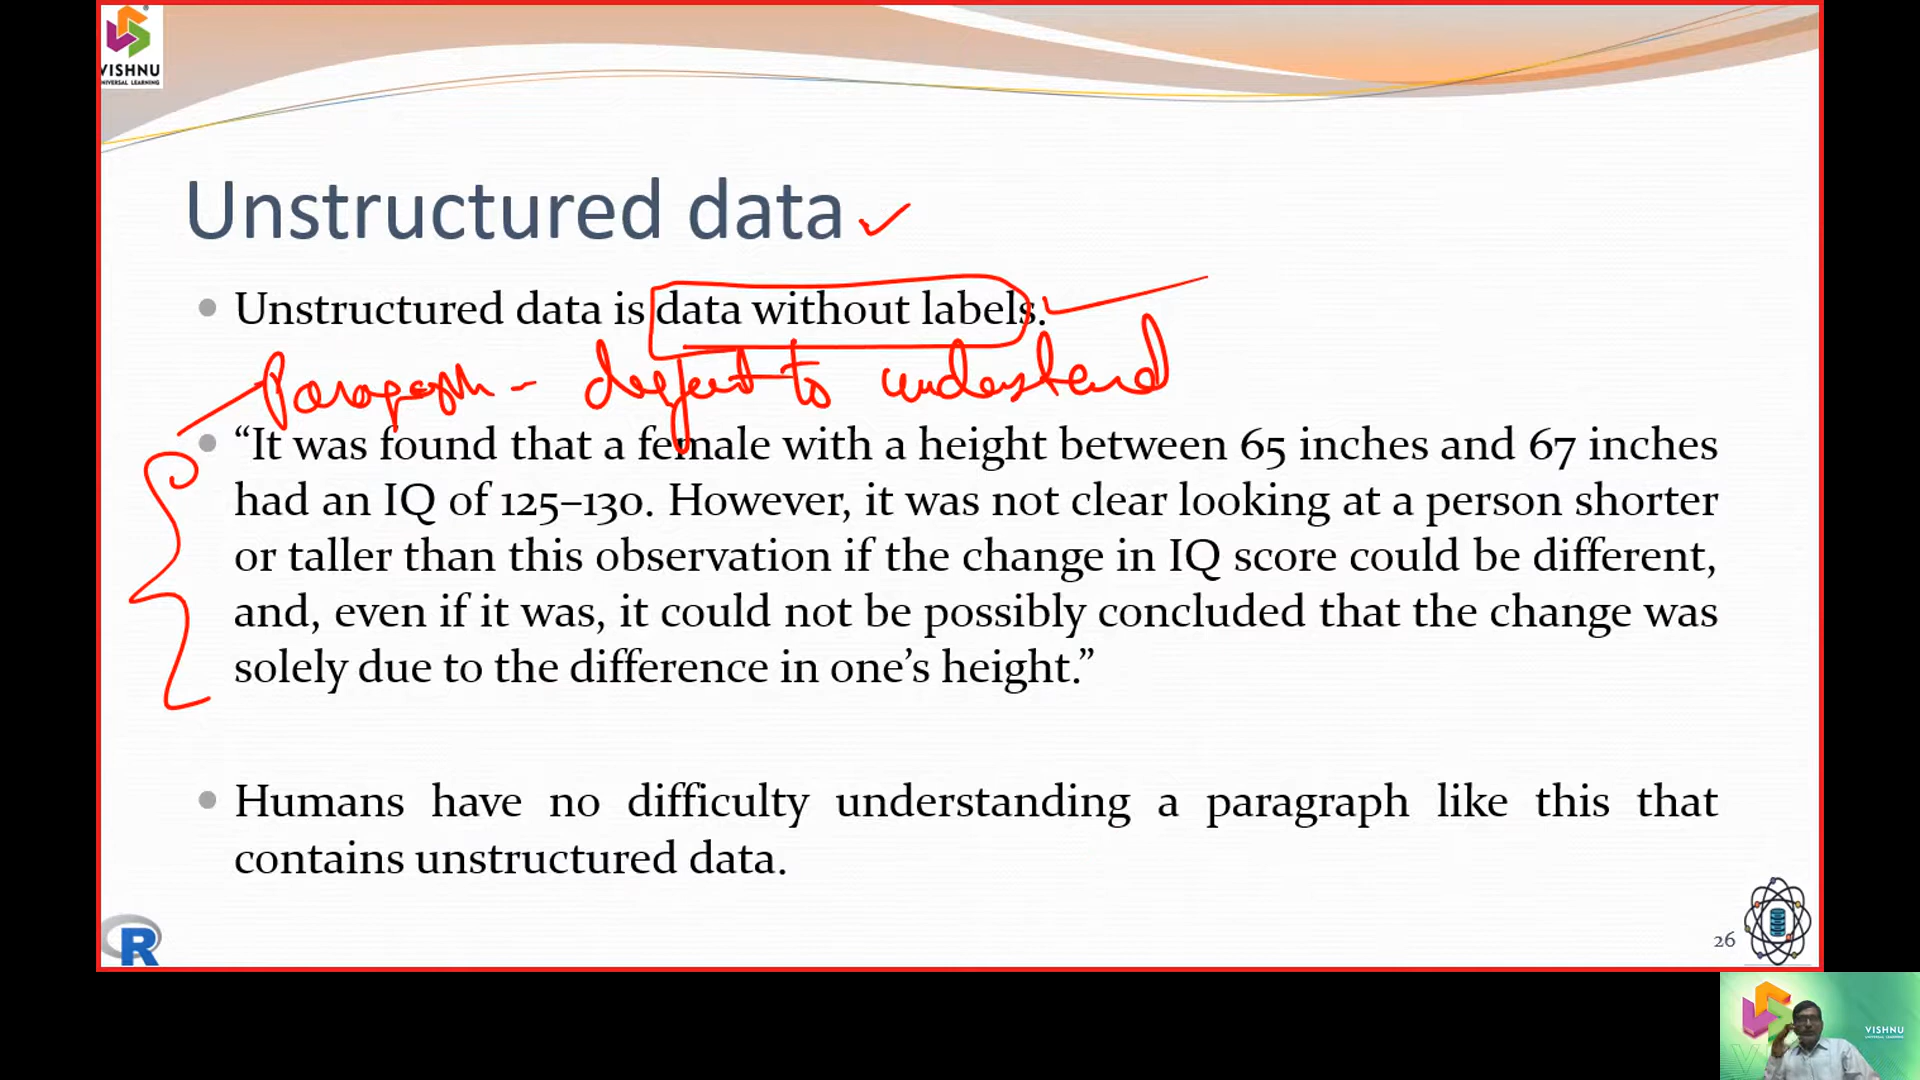 VISHNU
UNIVERSAL LEARNING
Unstructured data
Unstructured data is data without labels.
Paragraph - difficult to understand
“It was found that a female with a height between 65 inches and 67 inches
had an IQ of 125–130. However, it was not clear looking at a person shorter
or taller than this observation if the change in IQ score could be different,
and, even if it was, it could not be possibly concluded that the change was
solely due to the difference in one’s height.”
Humans have no difficulty understanding a paragraph like this that
contains unstructured data.
R
26
VISHNU
UNIVERSAL LEARNING